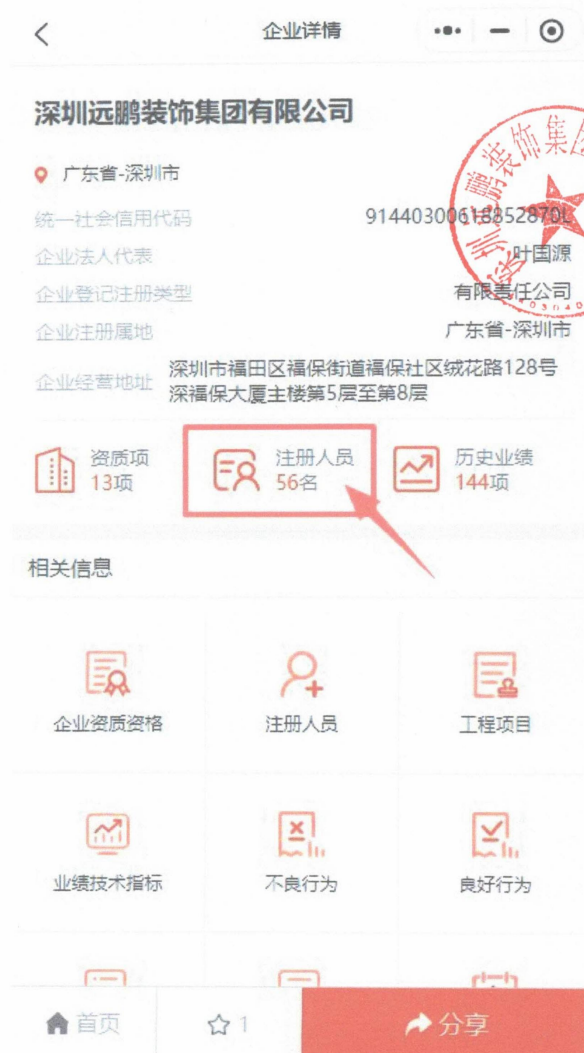 企业详情
深圳远鹏装饰集团有限公司
广东省-深圳市
统一社会信用代码 91440300618852870L
企业法人代表 叶国源
企业登记注册类型 有限责任公司
企业注册属地 广东省-深圳市
企业经营地址 深圳市福田区福保街道福保社区绒花路128号
深福保大厦主楼第5层至第8层
资质项 注册人员 历史业绩
13项 56名 144项
相关信息
企业资质资格 注册人员 工程项目
业绩技术指标 不良行为 良好行为
首页 1 分享